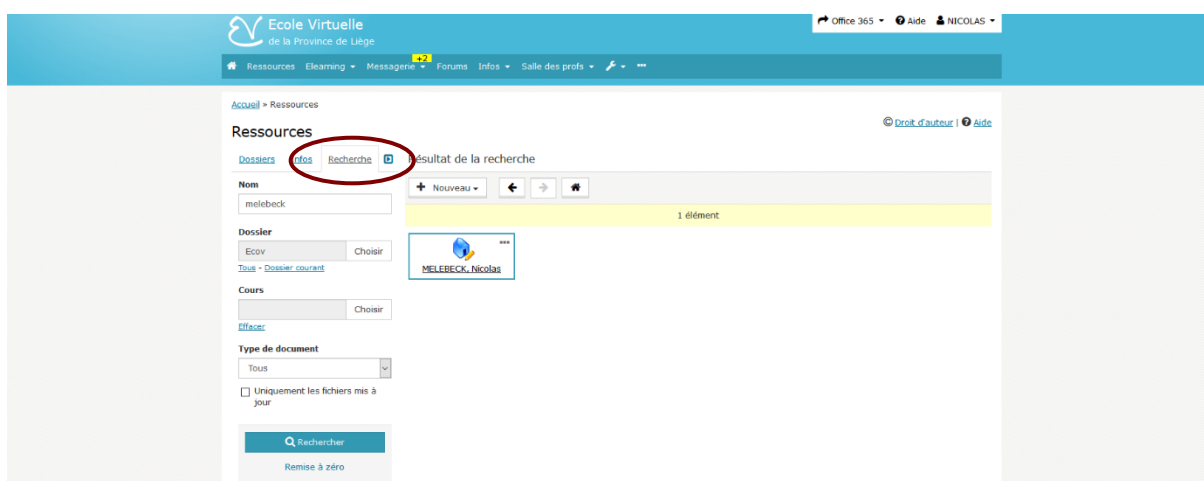 Ecole Virtuelle
de la Province de Liège
Office 365 Aide NICOLAS
+2
Ressources Elearning Messagerie Forums Infos Salle des profs
Accueil » Ressources
© Droit d'auteur | Aide
Ressources
Dossiers Infos Recherche Résultat de la recherche
Nom
+ Nouveau
melebeck
1 élément
Dossier
Ecov Choisir
MELEBECK, Nicolas
Tous - Dossier courant
Cours
Choisir
Effacer
Type de document
Tous
Uniquement les fichiers mis à
jour
Rechercher
Remise à zéro